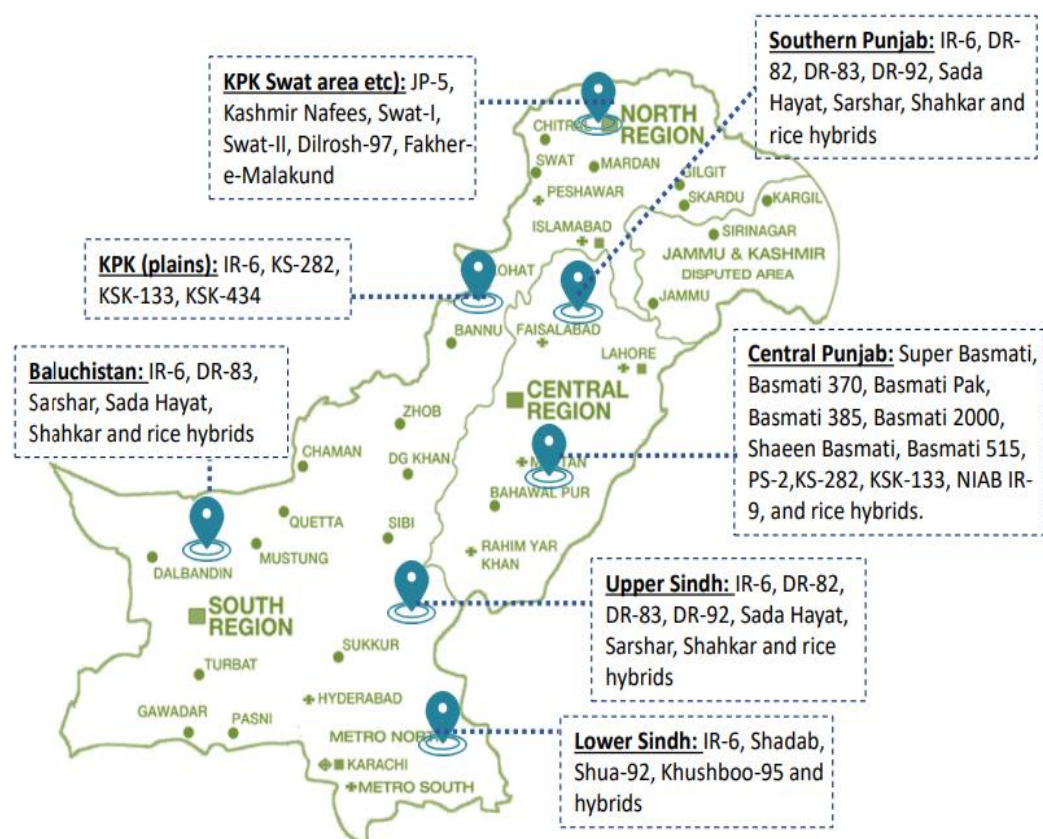 Southern Punjab: IR-6, DR-
82, DR-83, DR-92, Sada
Hayat, Sarshar, Shahkar and
rice hybrids
KPK Swat area etc): JP-5,
Kashmir Nafees, Swat-I,
Swat-II, Dilrosh-97, Fakher-
e-Malakund
NORTH
REGION
CHITRAL
SWAT
MARDAN
GILGIT
PESHAWAR
SKARDU
KARGIL
ISLAMABAD
SIRINAGAR
JAMMU & KASHMIR
DISPUTED AREA
JAMMU
KPK (plains): IR-6, KS-282,
KSK-133, KSK-434
OHAT
BANNU
FAISALABAD
LAHORE
Baluchistan: IR-6, DR-83,
Sarshar, Sada Hayat,
Shahkar and rice hybrids
Central Punjab: Super Basmati,
Basmati 370, Basmati Pak,
Basmati 385, Basmati 2000,
Shaeen Basmati, Basmati 515,
PS-2,KS-282, KSK-133, NIAB IR-
9, and rice hybrids.
CENTRAL
REGION
ZHOB
CHAMAN
DG KHAN
BAHAWAL PUR
QUETTA
SIBI
MUSTUNG
DALBANDIN
RAHIM YAR
KHAN
Upper Sindh: IR-6, DR-82,
DR-83, DR-92, Sada Hayat,
Sarshar, Shahkar and rice
hybrids
SOUTH
REGION
SUKKUR
TURBAT
HYDERABAD
GAWADAR
PASNI
METRO NORTH
KARACHI
METRO SOUTH
Lower Sindh: IR-6, Shadab,
Shua-92, Khushboo-95 and
hybrids